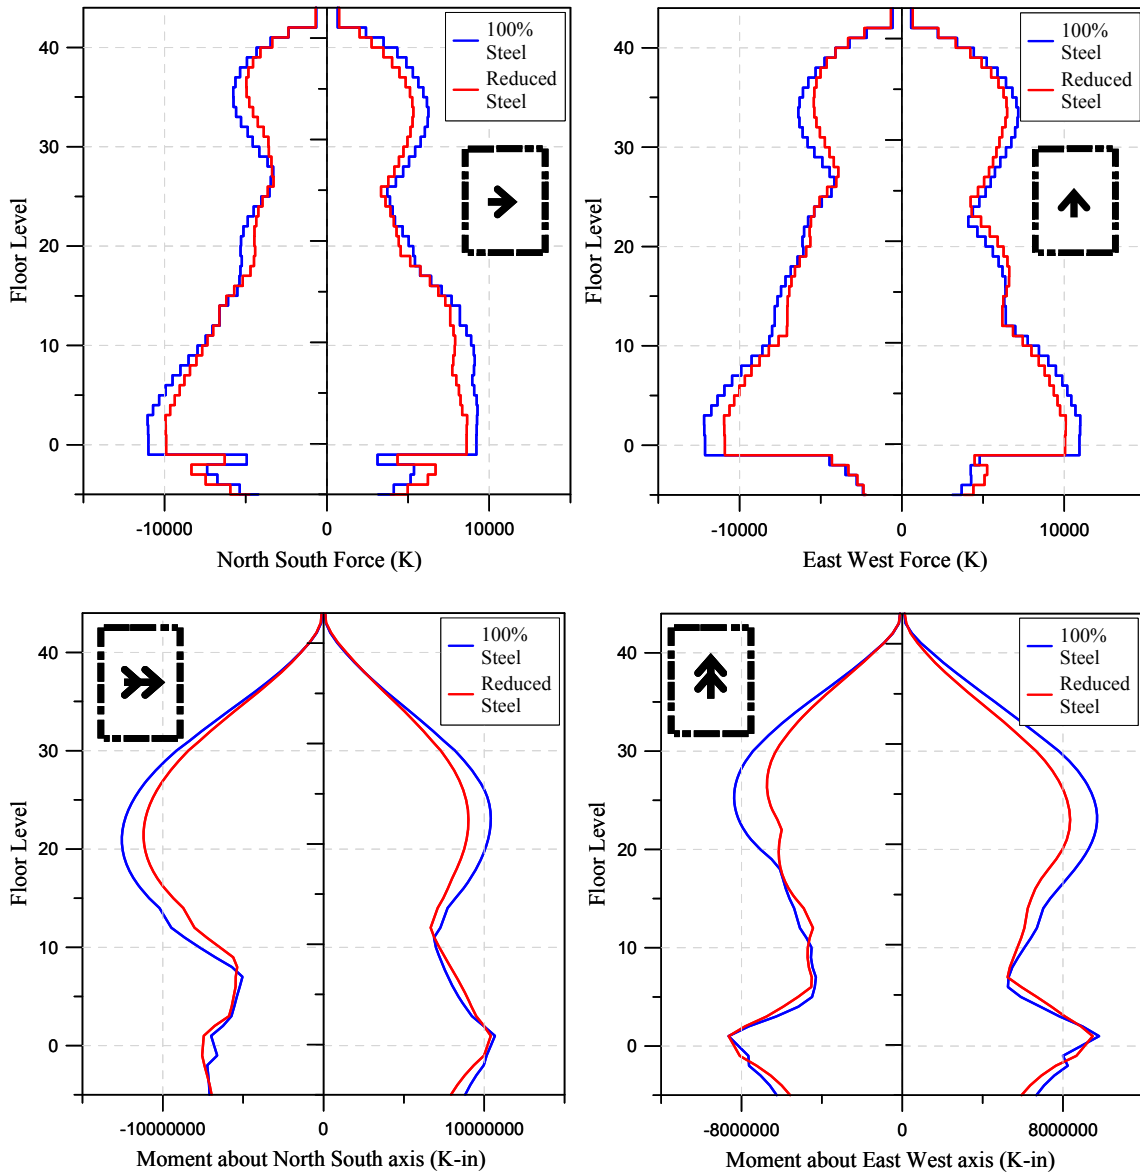 40
30
20
10
0
Floor Level
100%
Steel
Reduced
Steel
-10000
0
10000
North South Force (K)
40
30
20
10
0
Floor Level
100%
Steel
Reduced
Steel
-10000
0
10000
East West Force (K)
40
30
20
10
0
Floor Level
100%
Steel
Reduced
Steel
-10000000
0
10000000
Moment about North South axis (K-in)
40
30
20
10
0
Floor Level
100%
Steel
Reduced
Steel
-8000000
0
8000000
Moment about East West axis (K-in)